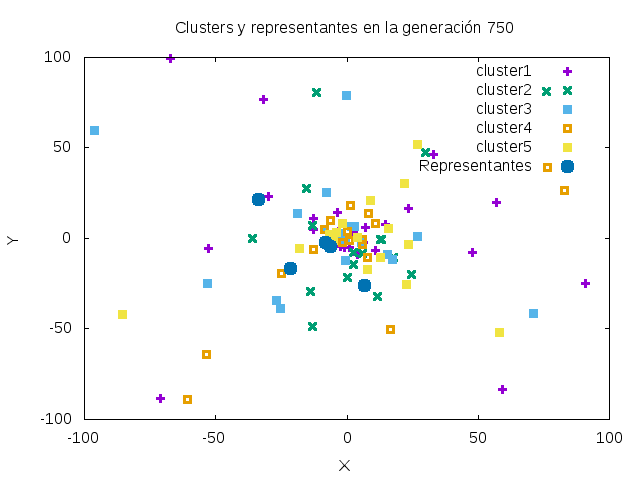 Clusters y representantes en la generación 750
100
50
0
-50
-100
-100
-50
0
50
100
Y
X
cluster1
cluster2
cluster3
cluster4
cluster5
Representantes